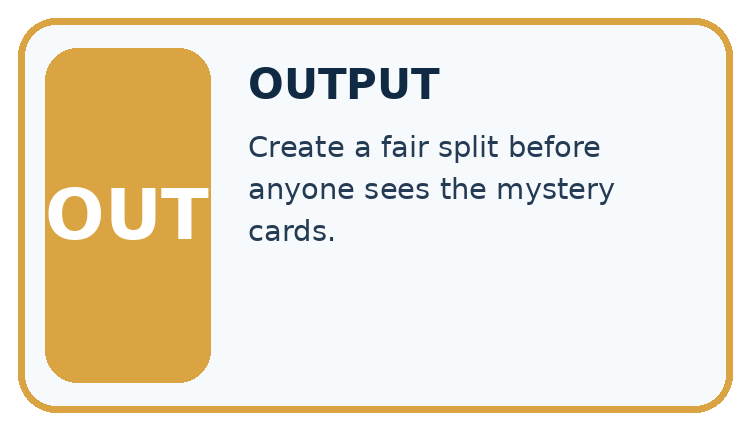 OUT
OUTPUT
Create a fair split before
anyone sees the mystery
cards.